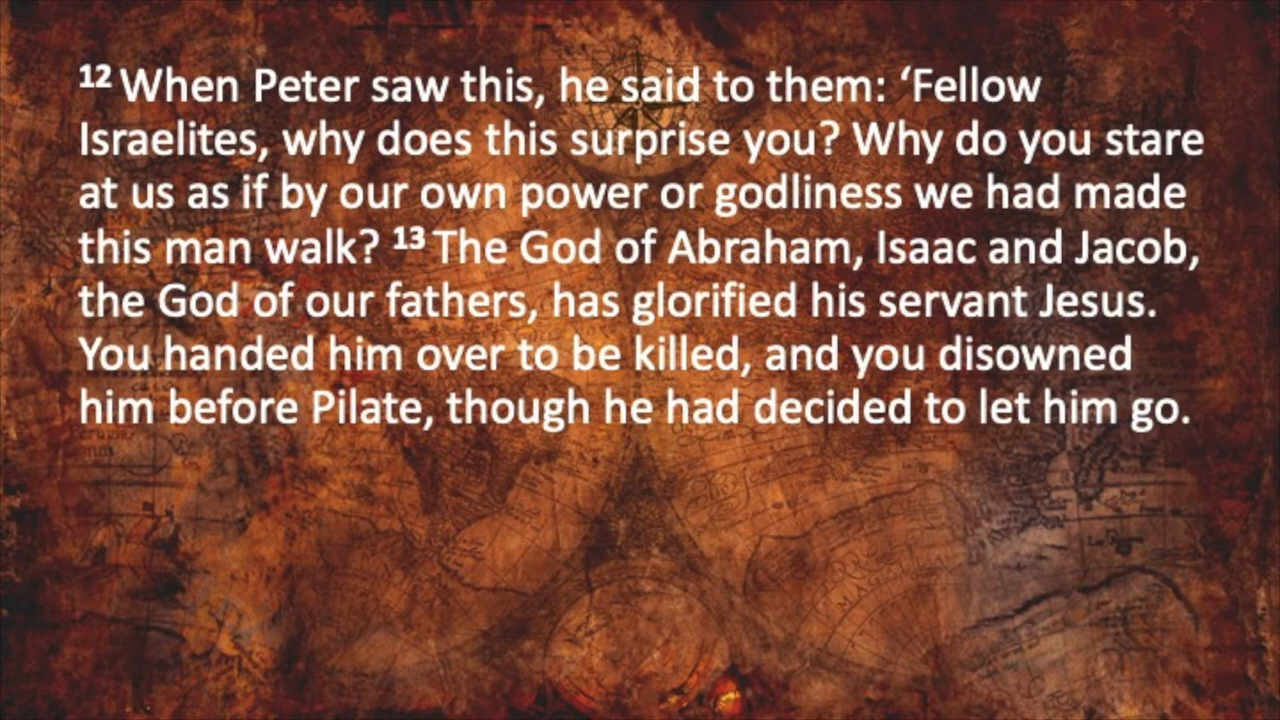 12 When Peter saw this, he said to them: ‘Fellow
Israelites, why does this surprise you? Why do you stare
at us as if by our own power or godliness we had made
this man walk? 13 The God of Abraham, Isaac and Jacob,
the God of our fathers, has glorified his servant Jesus.
You handed him over to be killed, and you disowned
him before Pilate, though he had decided to let him go.